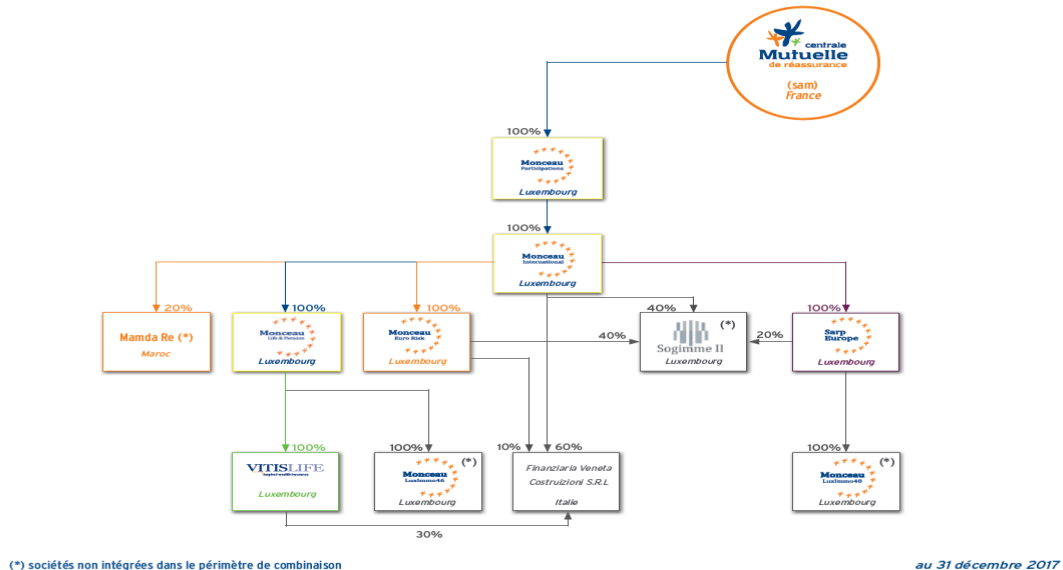 centrale
Mutuelle
de réassurance
(sam)
France
100%
Monceau
Participations
Luxembourg
100%
Monceau
International
Luxembourg
20%
100%
100%
40%
100%
Mamda Re (*)
Maroc
Monceau
Life & Pension
Luxembourg
Monceau
Euro Risk
Luxembourg
40%
(*)
Sogimme II
Luxembourg
20%
Sarp
Europe
Luxembourg
100%
100%
10%
60%
100%
VITISLIFE
Luxembourg
(*)
Monceau
LuxImmo46
Luxembourg
Finanziaria Veneta
Costruizioni S.R.L
Italie
(*)
Monceau
Luxembourg
30%
(*) sociétés non intégrées dans le périmètre de combinaison
au 31 décembre 2017